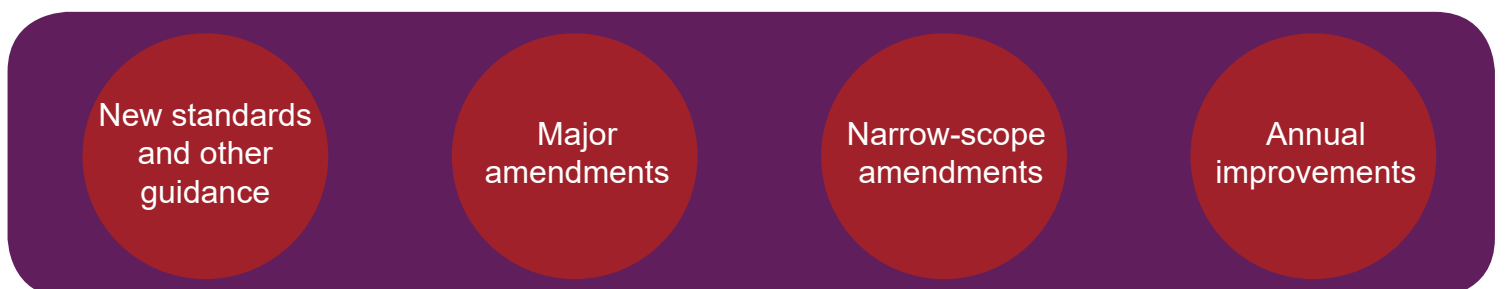 New standards
and other
guidance
Major
amendments
Narrow-scope
amendments
Annual
improvements